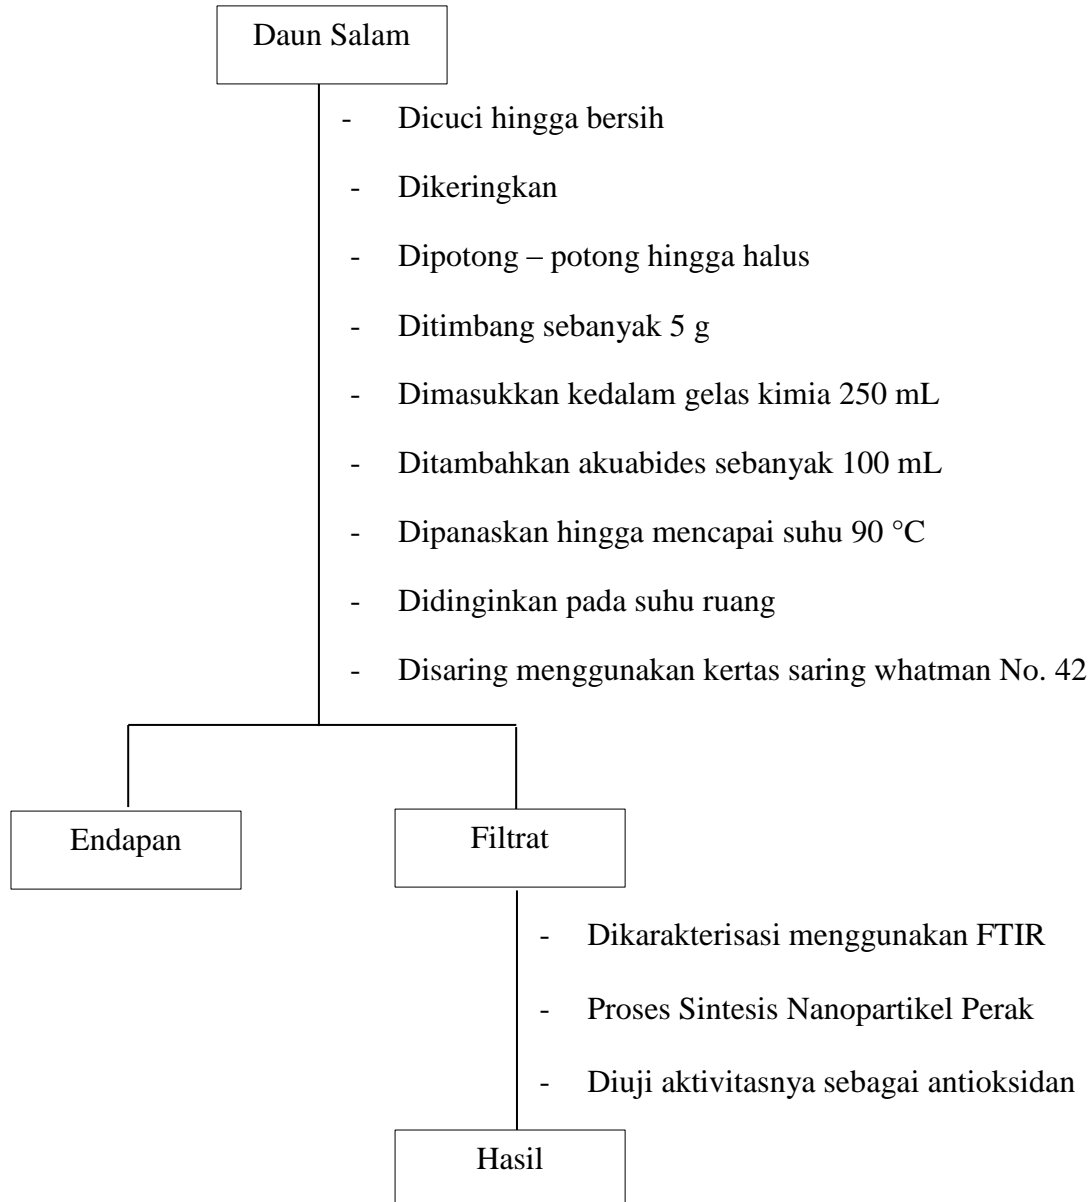 Daun Salam
- Dicuci hingga bersih
- Dikeringkan
- Dipotong – potong hingga halus
- Ditimbang sebanyak 5 g
- Dimasukkan kedalam gelas kimia 250 mL
- Ditambahkan akuabides sebanyak 100 mL
- Dipanaskan hingga mencapai suhu 90 °C
- Didinginkan pada suhu ruang
- Disaring menggunakan kertas saring whatman No. 42
Endapan
Filtrat
- Dikarakterisasi menggunakan FTIR
- Proses Sintesis Nanopartikel Perak
- Diuji aktivitasnya sebagai antioksidan
Hasil